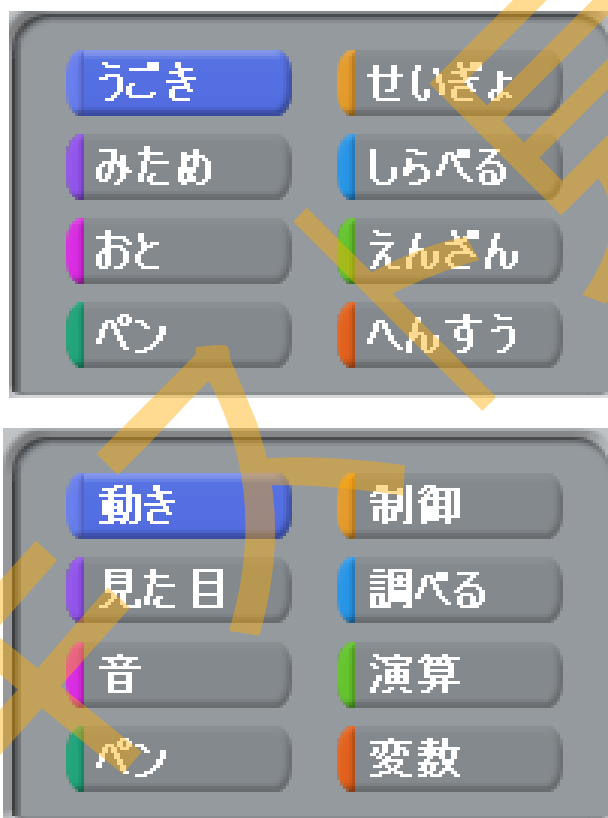 うごき せいぎょ
みため しらべる
おと えんざん
ペン へんすう
動き 制御
見た目 調べる
音 演算
ペン 変数